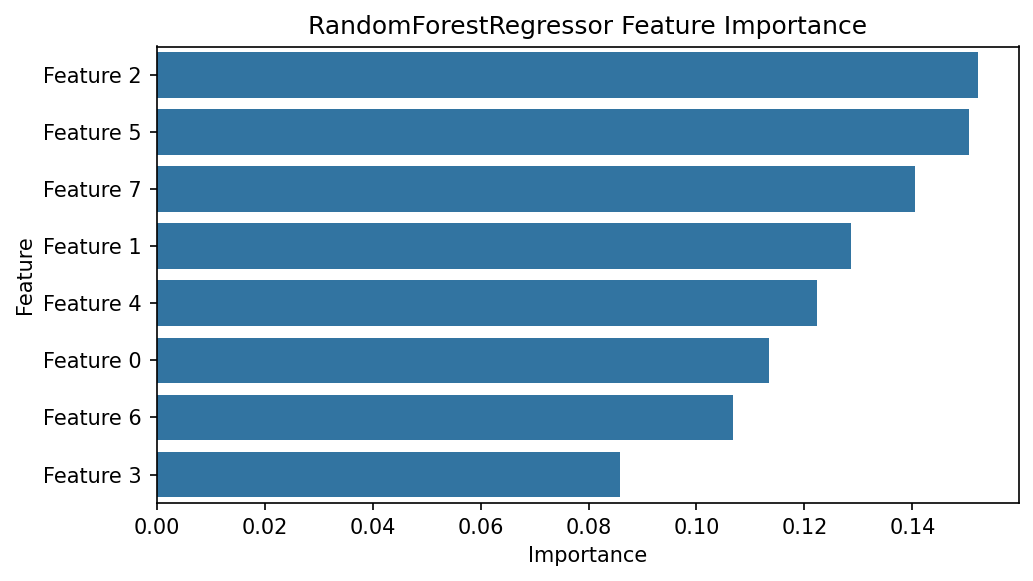 RandomForestRegressor Feature Importance
Feature
Feature 2
Feature 5
Feature 7
Feature 1
Feature 4
Feature 0
Feature 6
Feature 3
0.00 0.02 0.04 0.06 0.08 0.10 0.12 0.14
Importance